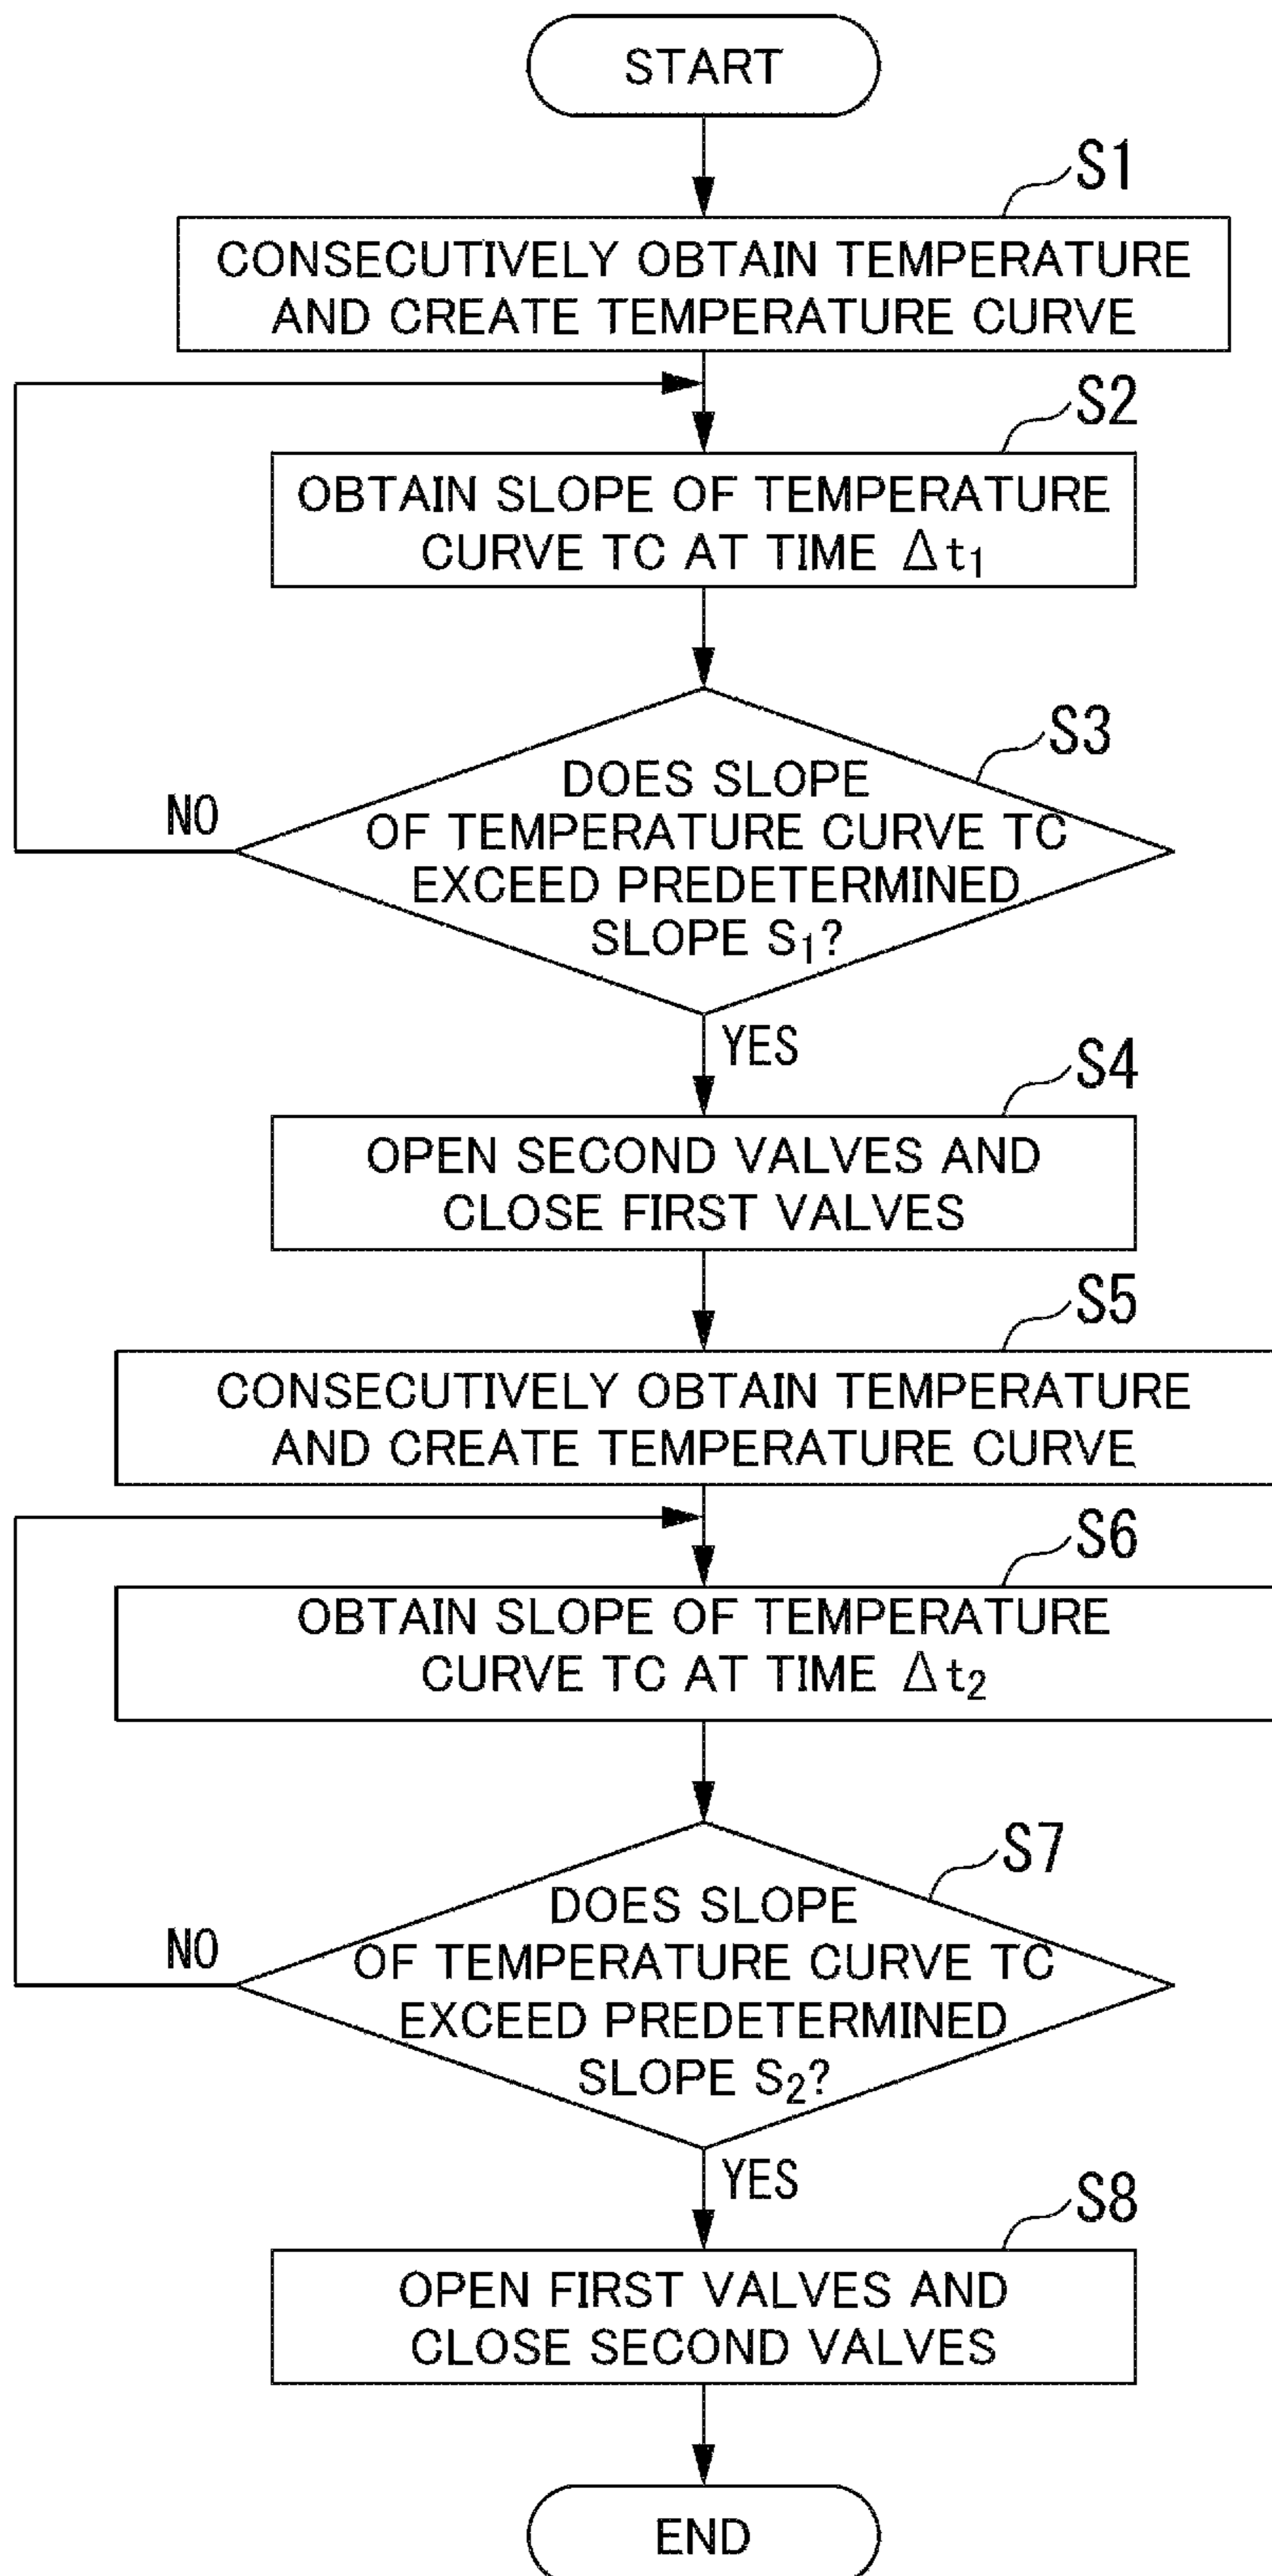 START
S1
CONSECUTIVELY OBTAIN TEMPERATURE
AND CREATE TEMPERATURE CURVE
S2
OBTAIN SLOPE OF TEMPERATURE
CURVE TC AT TIME Δt₁
S3
DOES SLOPE
OF TEMPERATURE CURVE TC
EXCEED PREDETERMINED
SLOPE S₁?
NO
YES
S4
OPEN SECOND VALVES AND
CLOSE FIRST VALVES
S5
CONSECUTIVELY OBTAIN TEMPERATURE
AND CREATE TEMPERATURE CURVE
S6
OBTAIN SLOPE OF TEMPERATURE
CURVE TC AT TIME Δt₂
S7
DOES SLOPE
OF TEMPERATURE CURVE TC
EXCEED PREDETERMINED
SLOPE S₂?
NO
YES
S8
OPEN FIRST VALVES AND
CLOSE SECOND VALVES
END